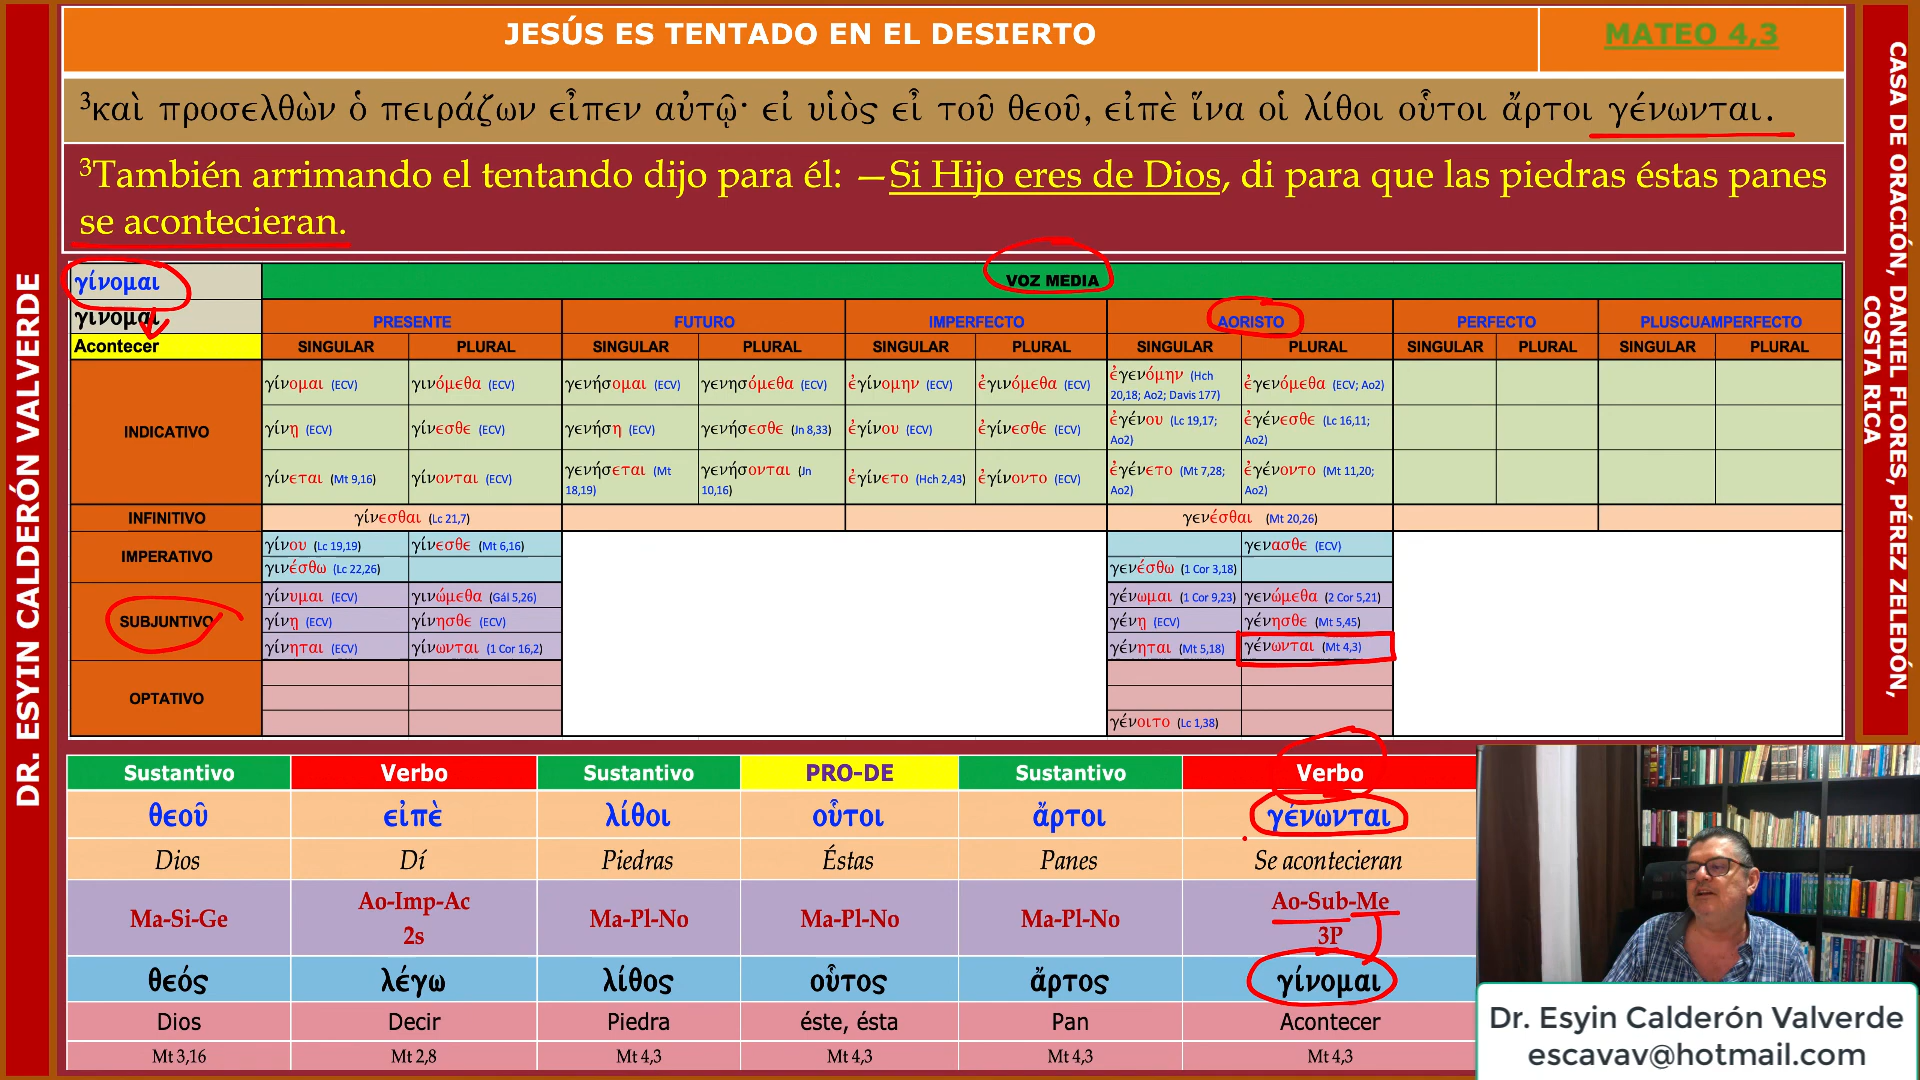 JESÚS ES TENTADO EN EL DESIERTO
MATEO 4,3
³καὶ προσελθὼν ὁ πειράζων εἶπεν αὐτῷ· εἰ υἱὸς εἶ τοῦ θεοῦ, εἰπὲ ἵνα οἱ λίθοι οὗτοι ἄρτοι γένωνται.
³También arrimando el tentando dijo para él: —Si Hijo eres de Dios, di para que las piedras éstas panes
se acontecieran.
γίνομαι
VOZ MEDIA
γινομαι
PRESENTE FUTURO IMPERFECTO AORISTO PERFECTO PLUSCUAMPERFECTO
Acontecer SINGULAR PLURAL SINGULAR PLURAL SINGULAR PLURAL SINGULAR PLURAL SINGULAR PLURAL SINGULAR PLURAL
INDICATIVO
γίνομαι (ECV) γινόμεθα (ECV) γενήσομαι (ECV) γενησόμεθα (ECV) ἐγίνομην (ECV) ἐγινόμεθα (ECV) ἐγενόμην (Hch 20,18; Ao2; Davis 177) ἐγενόμεθα (ECV; Ao2)
γίνῃ (ECV) γίνεσθε (ECV) γενήσῃ (ECV) γενήσεσθε (Jn 8,33) ἐγίνου (ECV) ἐγίνεσθε (ECV) ἐγένου (Lc 19,17; Ao2) ἐγένεσθε (Lc 16,11; Ao2)
γίνεται (Mt 9,16) γίνονται (ECV) γενήσεται (Mt 18,19) γενήσονται (Jn 10,16) ἐγίνετο (Hch 2,43) ἐγίνοντο (ECV) ἐγένετο (Mt 7,28; Ao2) ἐγένοντο (Mt 11,20; Ao2)
INFINITIVO γίνεσθαι (Lc 21,7) γενέσθαι (Mt 20,26)
IMPERATIVO
γίνου (Lc 19,19) γίνεσθε (Mt 6,16) γενασθε (ECV)
γινέσθω (Lc 22,26) γενέσθω (1 Cor 3,18)
SUBJUNTIVO
γίνυμαι (ECV) γινώμεθα (Gál 5,26) γένωμαι (1 Cor 9,23) γενώμεθα (2 Cor 5,21)
γίνῃ (ECV) γίνησθε (ECV) γένῃ (ECV) γένησθε (Mt 5,45)
γίνηται (ECV) γίνωνται (1 Cor 16,2) γένηται (Mt 5,18) γένωνται (Mt 4,3)
OPTATIVO
γένοιτο (Lc 1,38)
Sustantivo Verbo Sustantivo PRO-DE Sustantivo Verbo
θεοῦ εἰπὲ λίθοι οὗτοι ἄρτοι γένωνται
Dios Dí Piedras Éstas Panes Se acontecieran
Ma-Si-Ge Ao-Imp-Ac 2s Ma-Pl-No Ma-Pl-No Ma-Pl-No Ao-Sub-Me 3P
θεός λέγω λίθος οὗτος ἄρτος γίνομαι
Dios Decir Piedra éste, ésta Pan Acontecer
Mt 3,16 Mt 2,8 Mt 4,3 Mt 4,3 Mt 4,3 Mt 4,3
DR. ESYIN CALDERÓN VALVERDE
CASA DE ORACIÓN, DANIEL FLORES, PÉREZ ZELEDÓN,
COSTA RICA
Dr. Esyin Calderón Valverde
escavav@hotmail.com